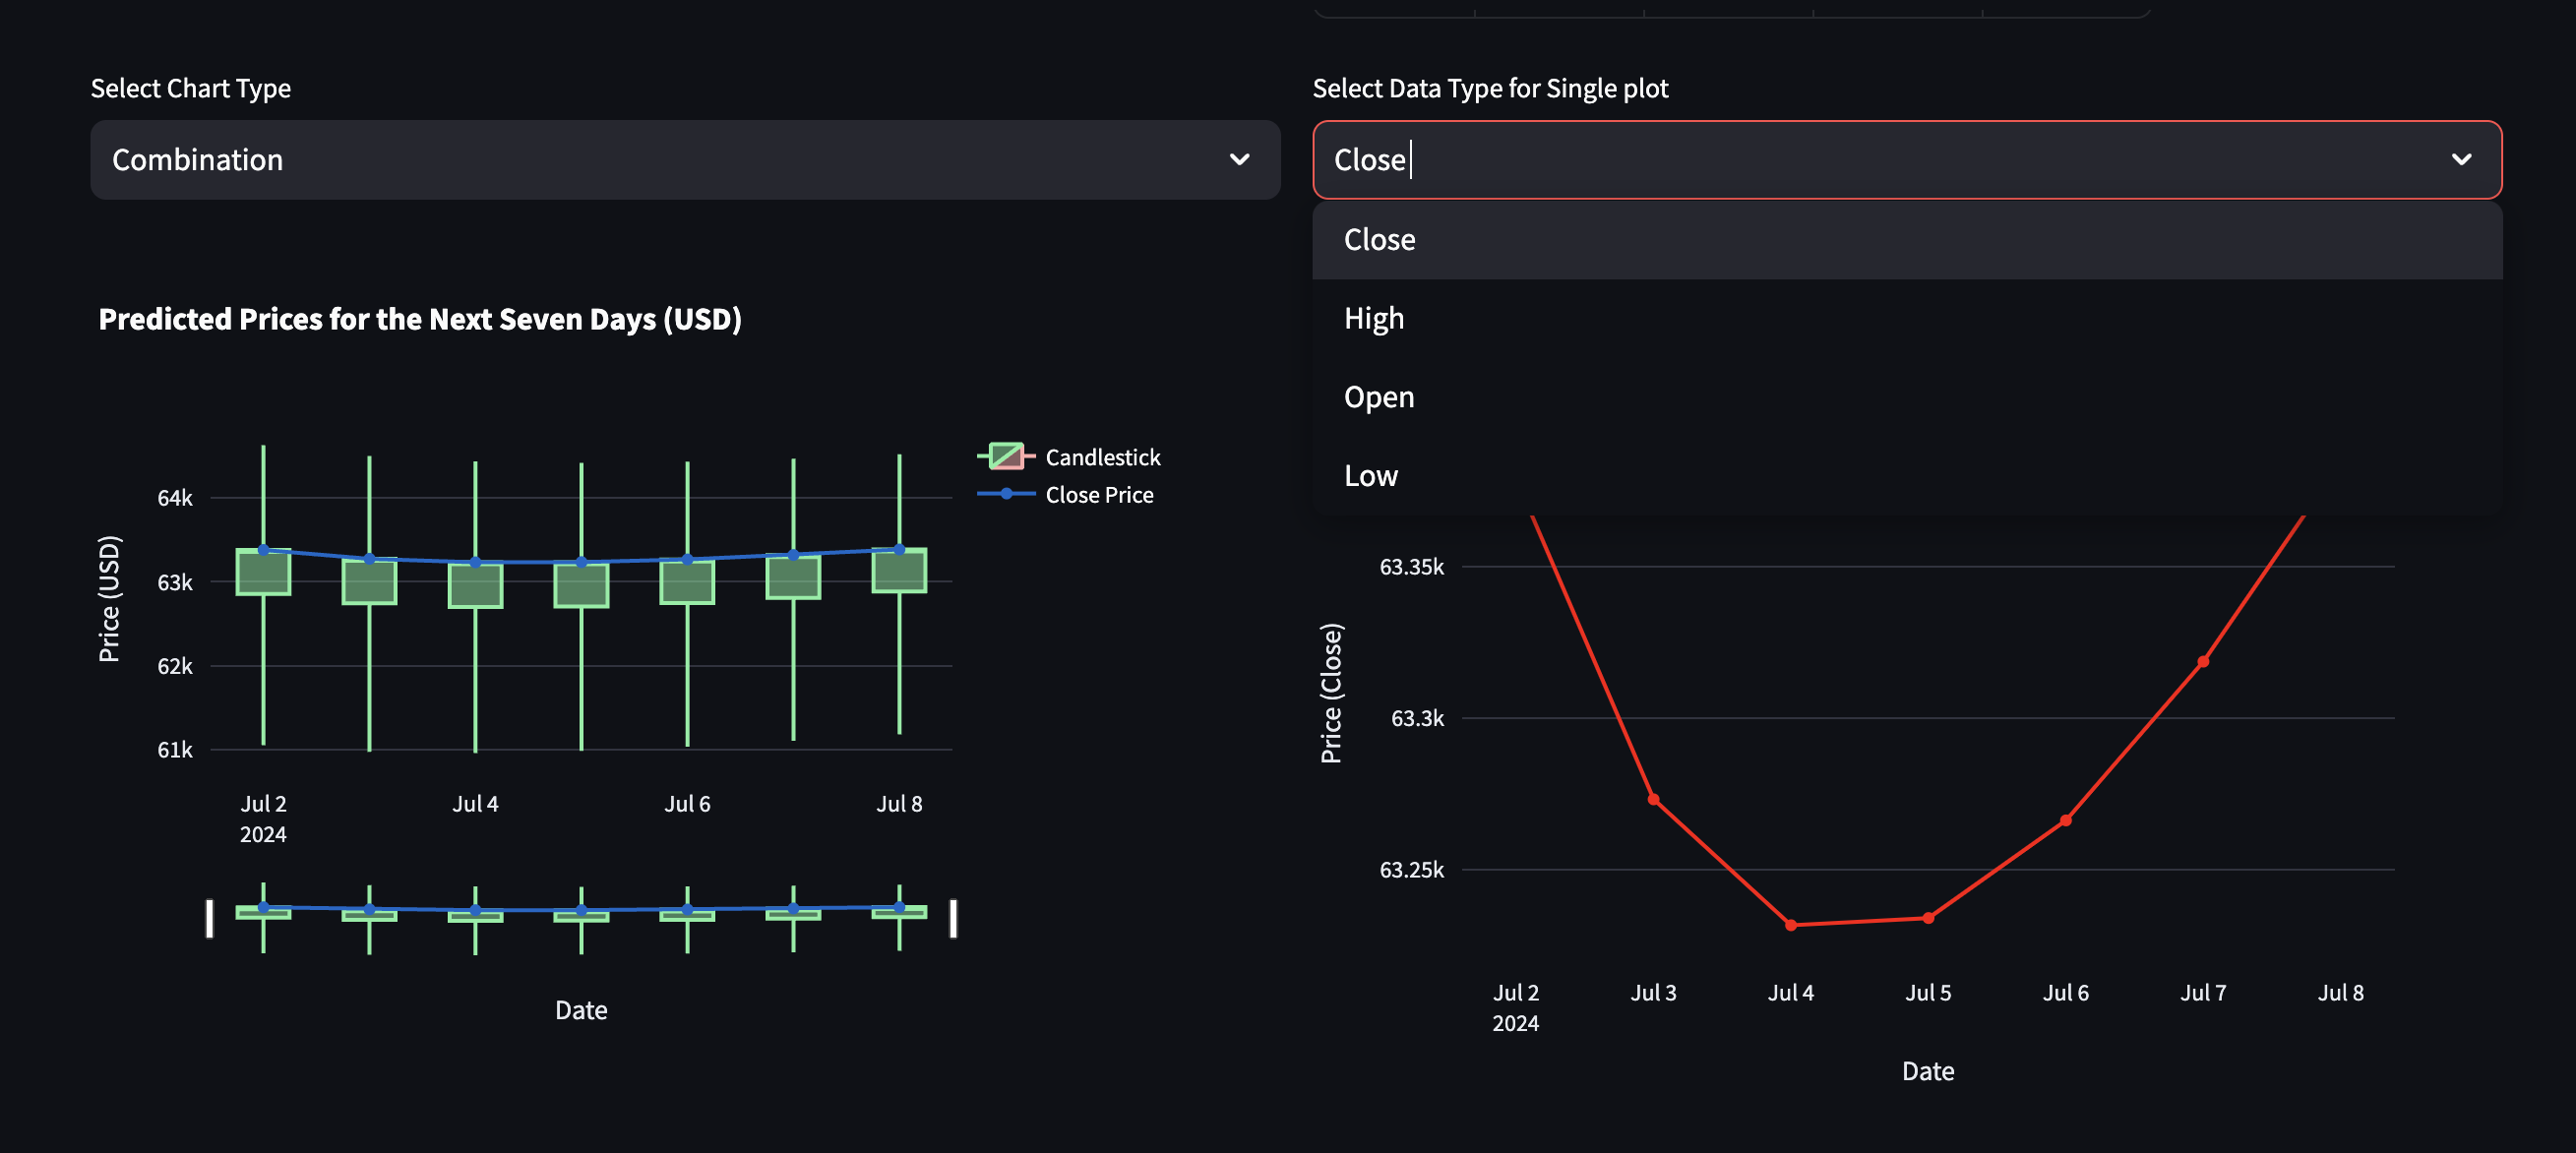 Select Chart Type
Combination
Select Data Type for Single plot
Close
Close
High
Open
Low
Predicted Prices for the Next Seven Days (USD)
Candlestick
Close Price
Price (USD)
64k
63k
62k
61k
Jul 2
2024
Jul 4
Jul 6
Jul 8
Date
Price (Close)
63.35k
63.3k
63.25k
Jul 2
2024
Jul 3
Jul 4
Jul 5
Jul 6
Jul 7
Jul 8
Date